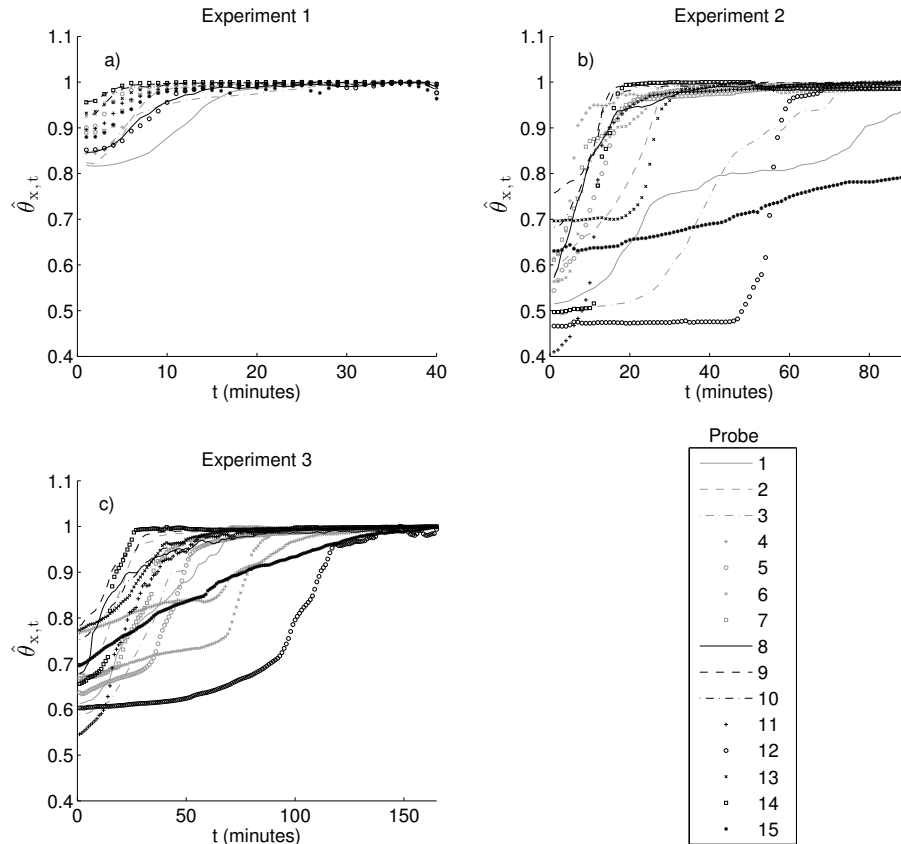 Experiment 1
a)
1.1
1
0.9
0.8
0.7
0.6
0.5
0.4
θ̂x,t
0 10 20 30 40
t (minutes)
Experiment 2
b)
1.1
1
0.9
0.8
0.7
0.6
0.5
0.4
θ̂x,t
0 20 40 60 80
t (minutes)
Experiment 3
c)
1.1
1
0.9
0.8
0.7
0.6
0.5
0.4
θ̂x,t
0 50 100 150
t (minutes)
Probe
1
2
3
4
5
6
7
8
9
10
11
12
13
14
15